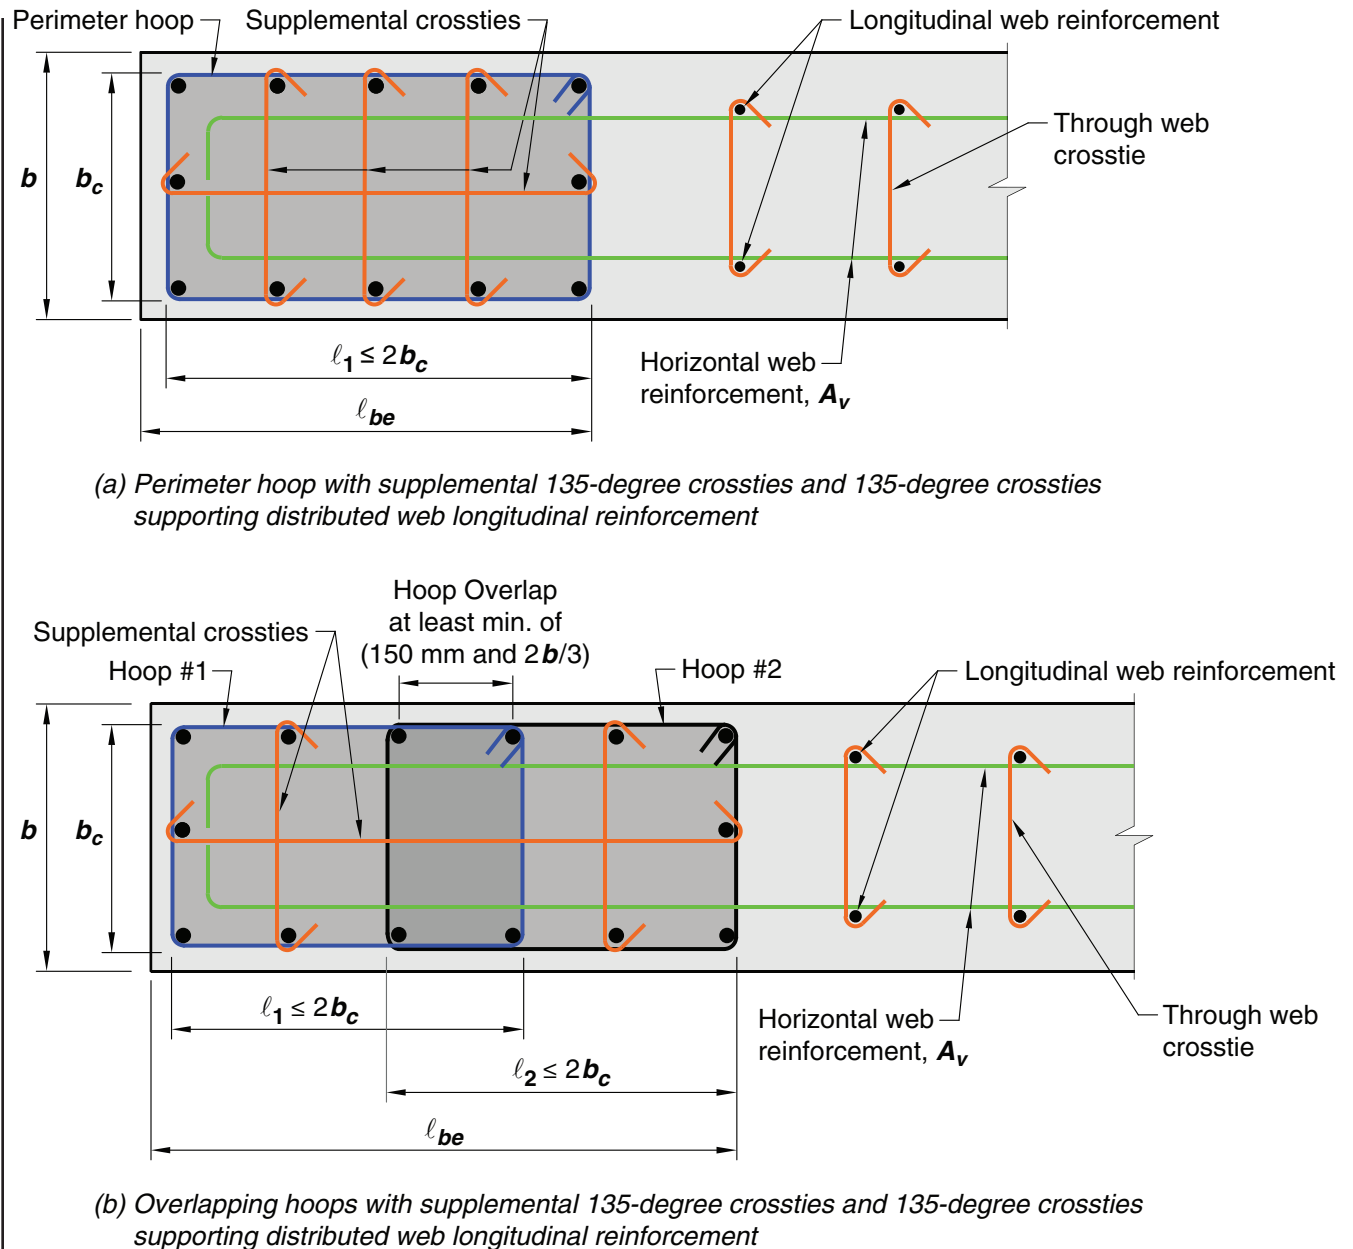 Perimeter hoop
Supplemental crossties
Longitudinal web reinforcement
Through web
crosstie
b
bc
ℓ1 ≤ 2bc
ℓbe
Horizontal web
reinforcement, Av
(a) Perimeter hoop with supplemental 135-degree crossties and 135-degree crossties
supporting distributed web longitudinal reinforcement
Hoop Overlap
at least min. of
(150 mm and 2b/3)
Supplemental crossties
Hoop #1
Hoop #2
Longitudinal web reinforcement
b
bc
ℓ1 ≤ 2bc
ℓ2 ≤ 2bc
ℓbe
Horizontal web
reinforcement, Av
Through web
crosstie
(b) Overlapping hoops with supplemental 135-degree crossties and 135-degree crossties
supporting distributed web longitudinal reinforcement